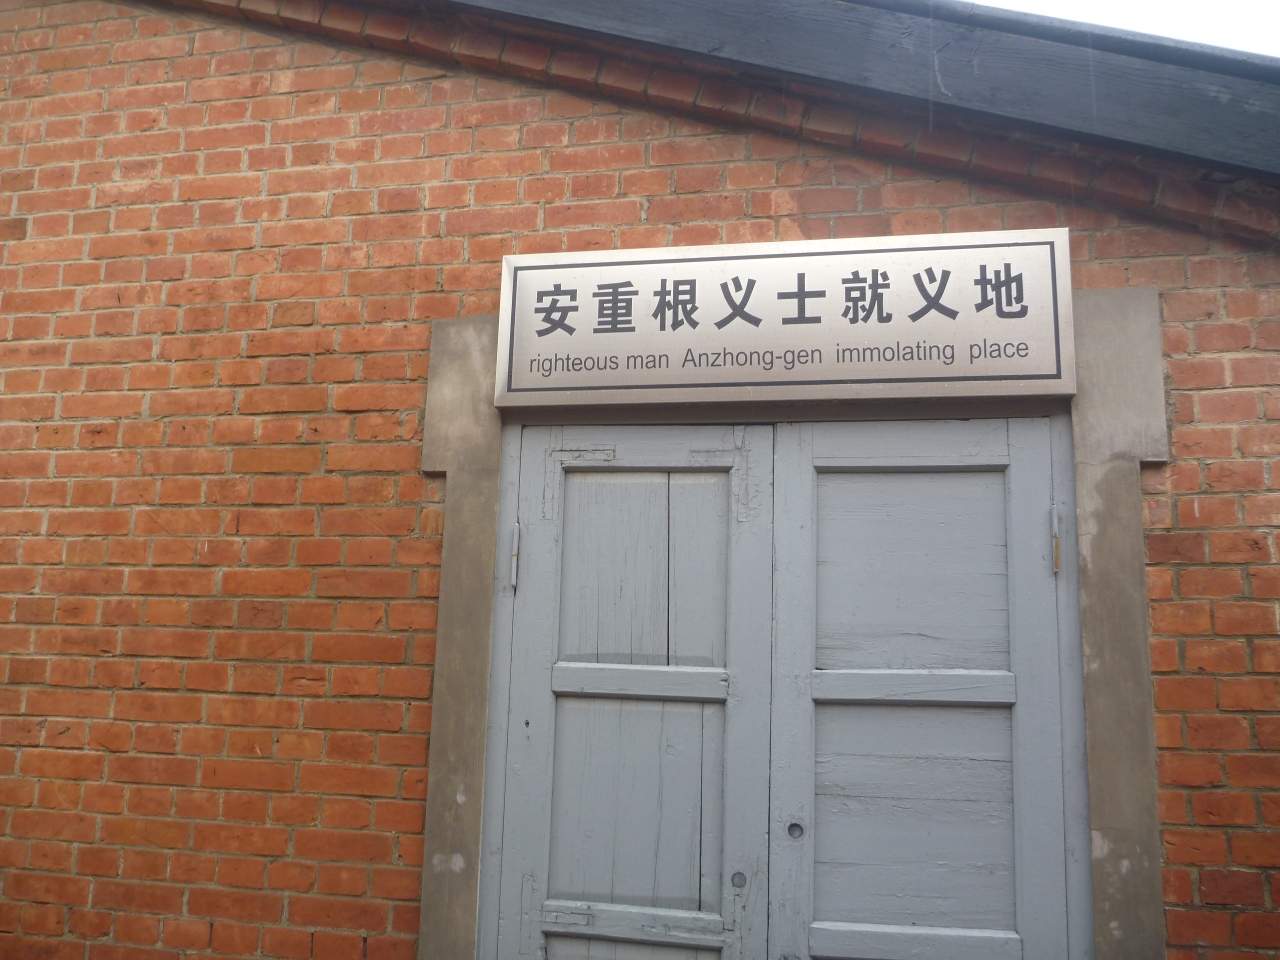 安重根义士就义地
righteous man Anzhong-gen immolating place